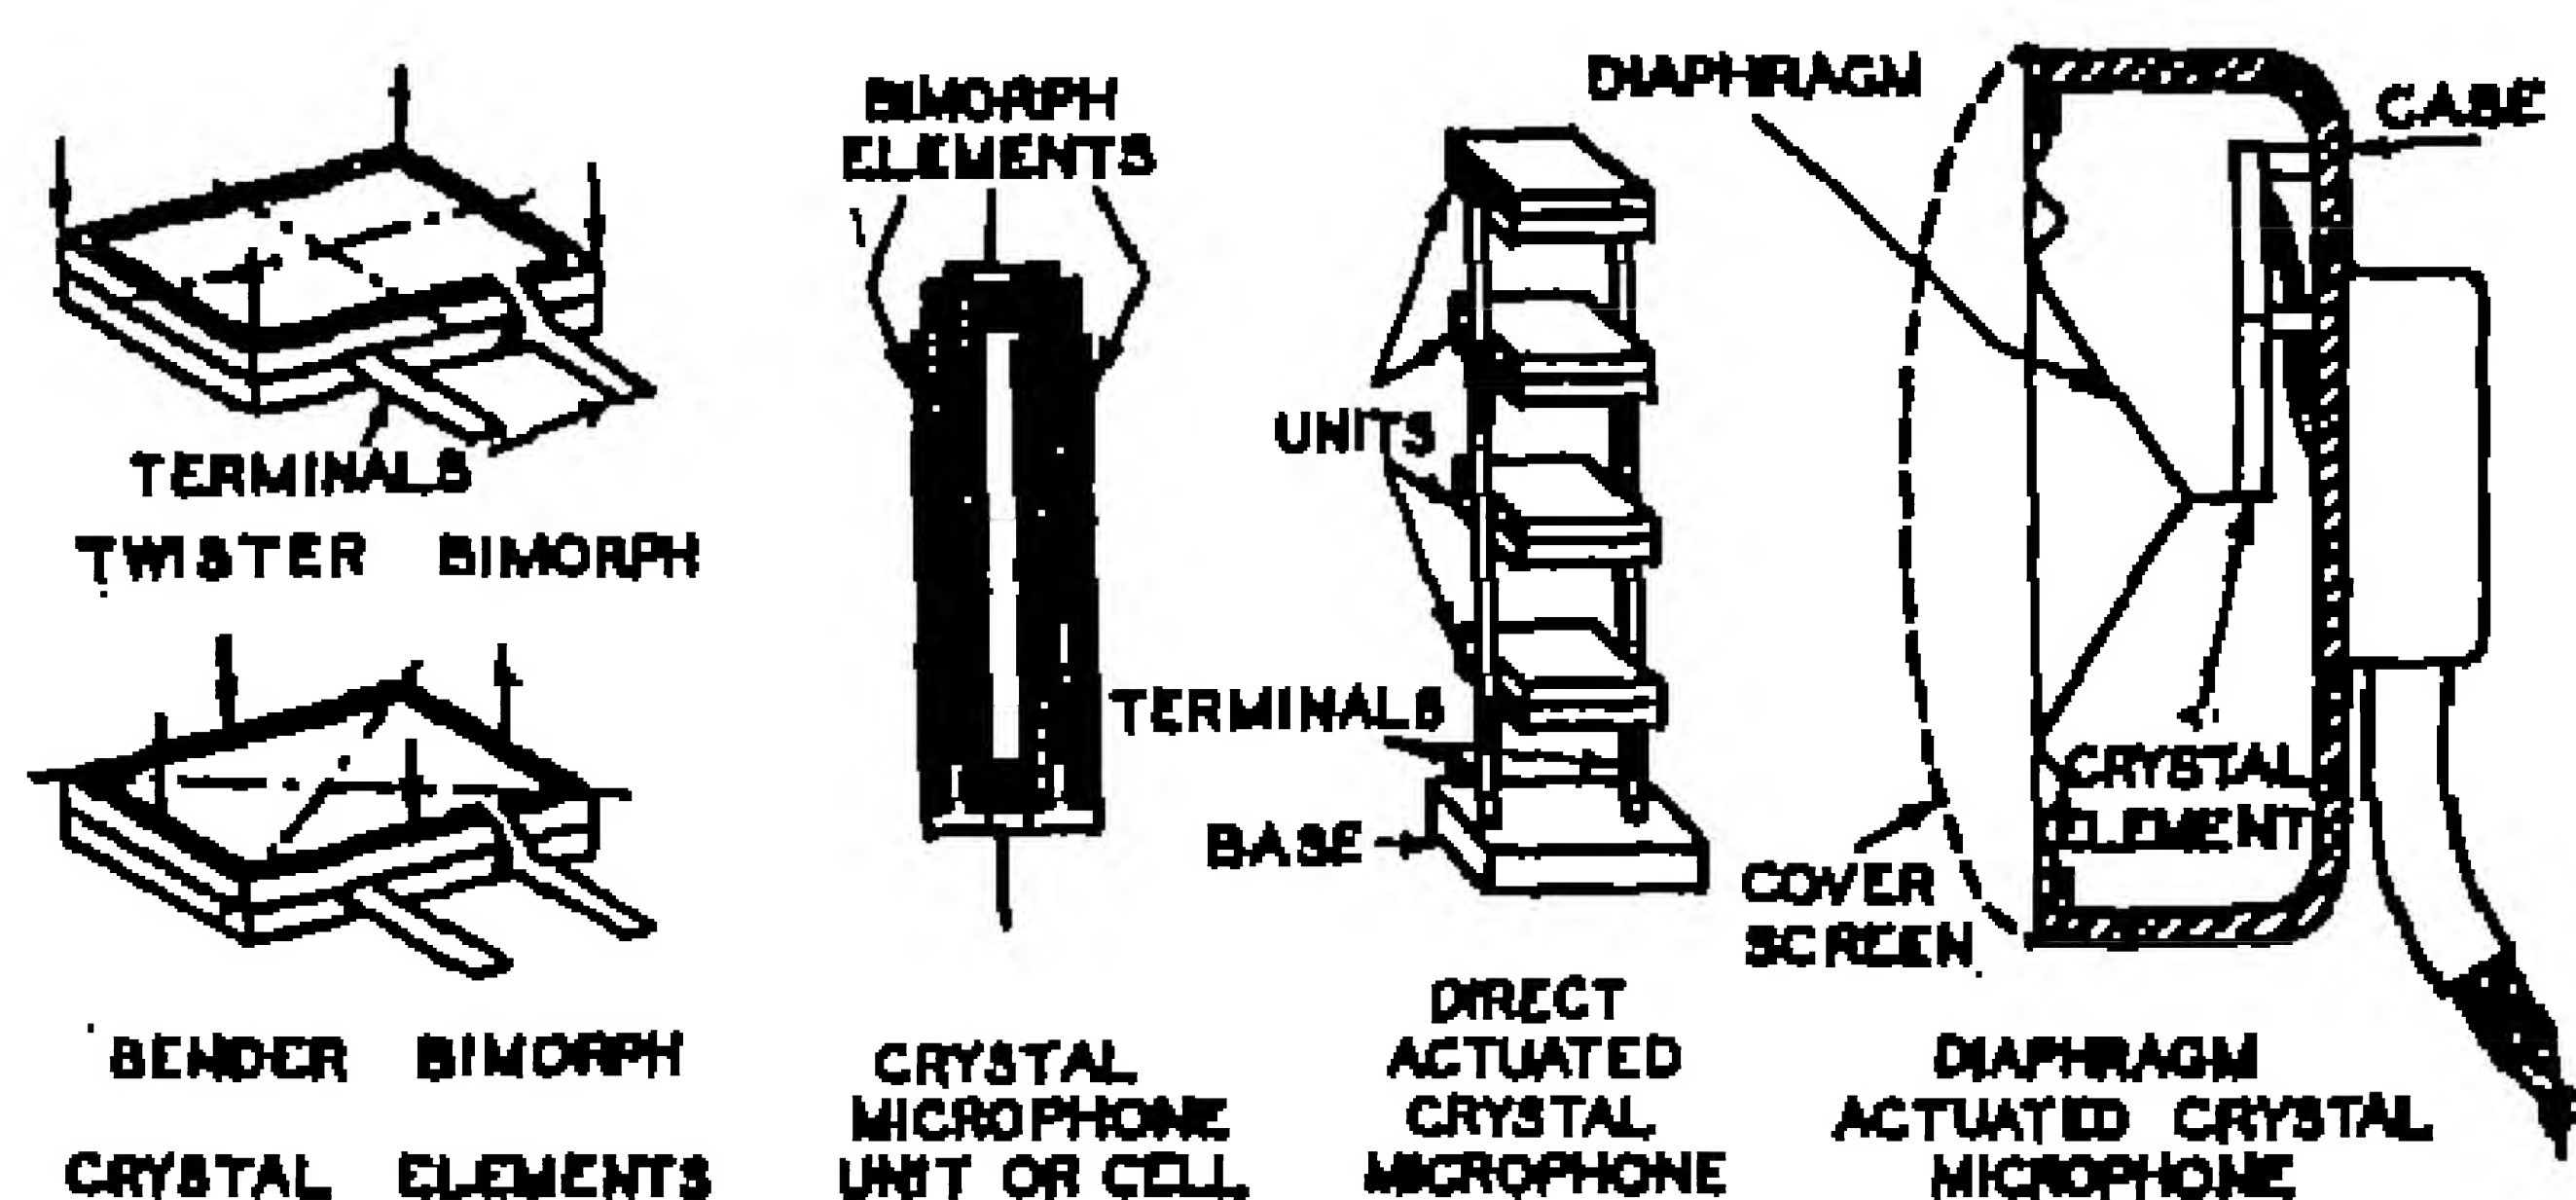 TERMINALS
TWISTER BIMORPH
BENDER BIMORPH
CRYSTAL ELEMENTS
BIMORPH
ELEMENTS
CRYSTAL
MICROPHONE
UNIT OR CELL
UNITS
TERMINALS
BASE
DIRECT
ACTUATED
CRYSTAL
MICROPHONE
DIAPHRAGM
CASE
CRYSTAL
ELEMENT
COVER
SCREEN
DIAPHRAGM
ACTUATED CRYSTAL
MICROPHONE